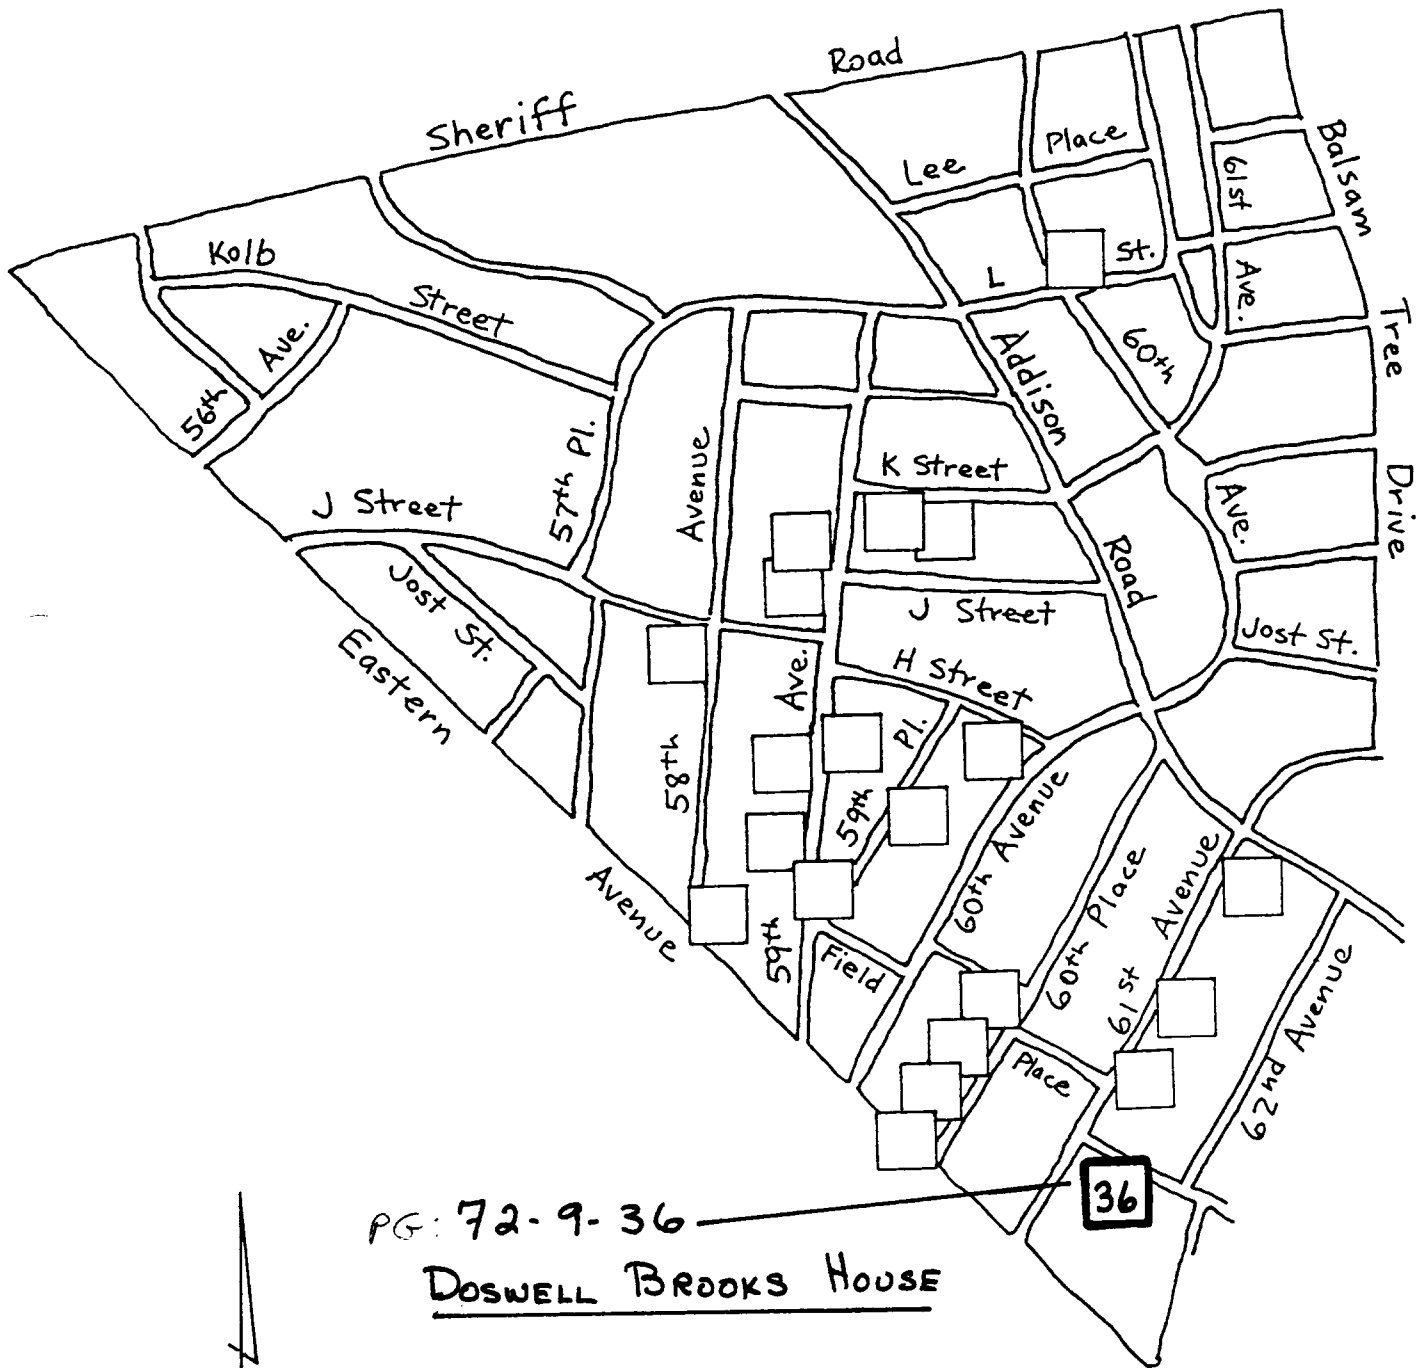 Sheriff Road
Lee Place
Balsam Tree Drive
61st Ave.
Kolb Street
L St.
56th Ave.
60th Ave.
Addison Road
57th Pl.
K Street
J Street
Jost St.
J Street
Jost St.
H Street
Eastern Avenue
58th Avenue
59th Ave.
59th Pl.
60th Avenue
60th Place
61st Avenue
62nd Avenue
Field Place
36
PG: 72-9-36
DOSWELL BROOKS HOUSE